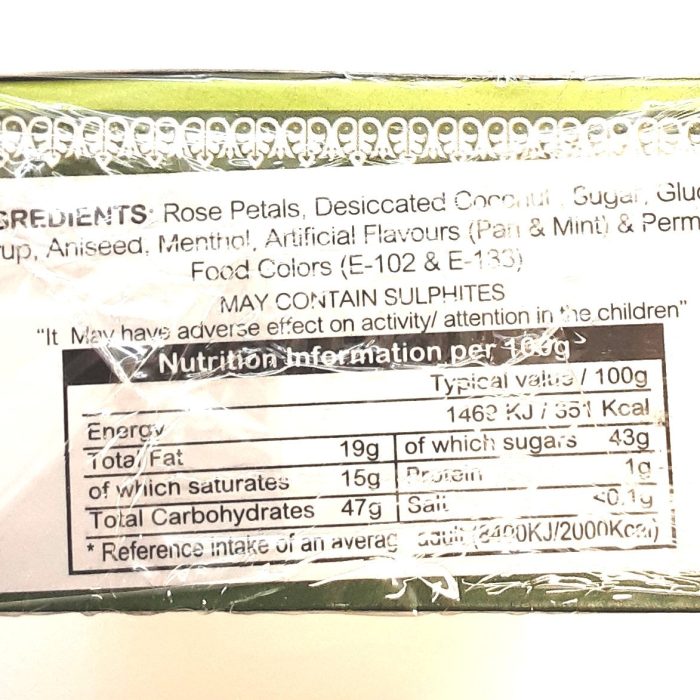 GREDIENTS: Rose Petals, Desiccated Coconut, Sugar, Gluc
rup, Aniseed, Menthol, Artificial Flavours (Pan & Mint) & Perm
Food Colors (E-102 & E-133)
MAY CONTAIN SULPHITES
"It May have adverse effect on activity/ attention in the children"
Nutrition Information per 100g
Typical value / 100g
Energy 1469 KJ / 351 Kcal
Total Fat 19g of which sugars 43g
of which saturates 15g Protein 1g
Total Carbohydrates 47g Salt <0.1g
* Reference intake of an averag adult (8400KJ/2000Kcal)